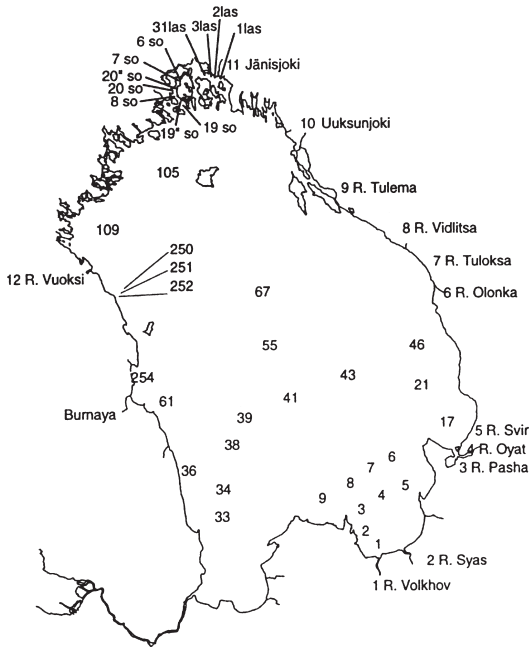 2las
31las 3las 1las
6 so
11 Jänisjoki
7 so
20" so
20 so
8 so
19" so 19 so
10 Uuksunjoki
105
9 R. Tulema
109
8 R. Vidlitsa
250
7 R. Tuloksa
251
12 R. Vuoksi
252
67
6 R. Olonka
55
46
254
43
21
61
41
Burnaya
39
17
5 R. Svir
38
4 R. Oyat
6
3 R. Pasha
36
7
34
8
5
9
4
33
3
2
1
2 R. Syas
1 R. Volkhov